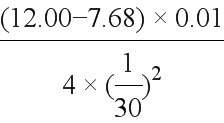 (12.00−7.68) × 0.01
4 × (1/30)²